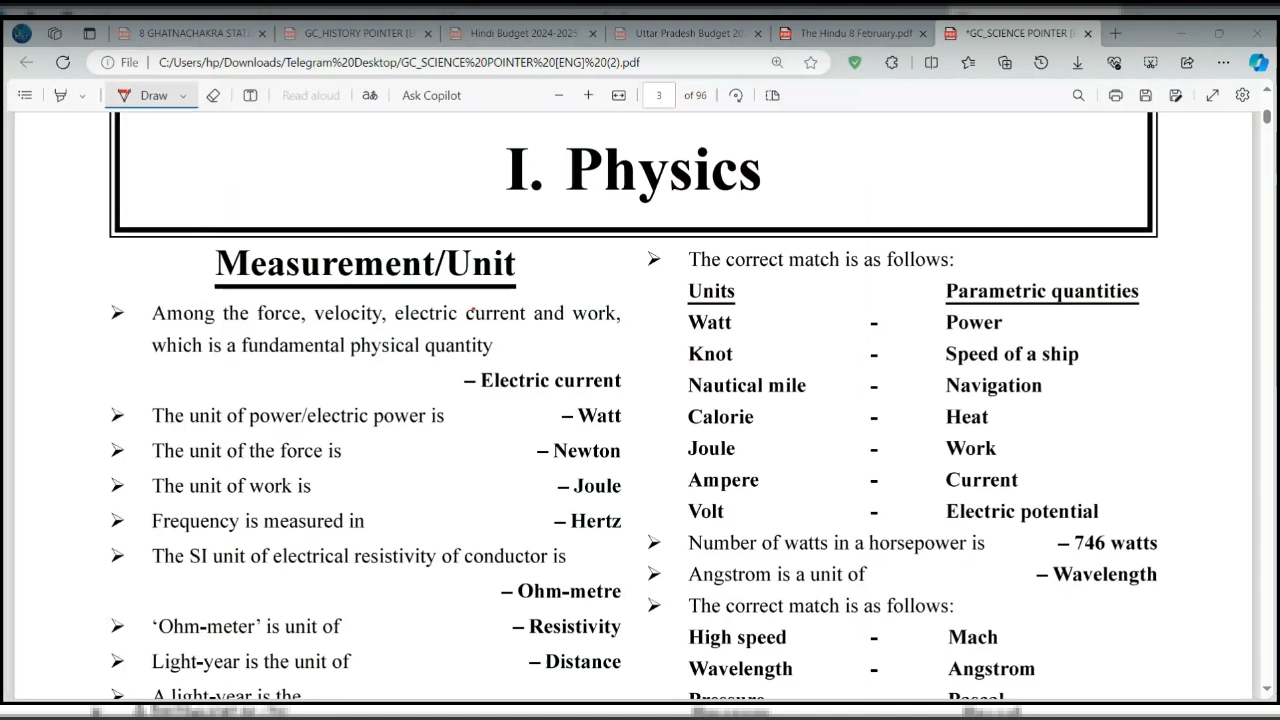 8 GHATNACHAKRA STAT
GC_HISTORY POINTER [E
Hindi Budget 2024-2025
Uttar Pradesh Budget 20
The Hindu 8 February.pdf
*GC_SCIENCE POINTER [
File
C:/Users/hp/Downloads/Telegram%20Desktop/GC_SCIENCE%20POINTER%20[ENG]%20(2).pdf
Draw
Read aloud
Ask Copilot
3 of 96
I. Physics
Measurement/Unit
Among the force, velocity, electric current and work,
which is a fundamental physical quantity
– Electric current
The unit of power/electric power is – Watt
The unit of the force is – Newton
The unit of work is – Joule
Frequency is measured in – Hertz
The SI unit of electrical resistivity of conductor is
– Ohm-metre
‘Ohm-meter’ is unit of – Resistivity
Light-year is the unit of – Distance
A light-year is the
The correct match is as follows:
Units Parametric quantities
Watt - Power
Knot - Speed of a ship
Nautical mile - Navigation
Calorie - Heat
Joule - Work
Ampere - Current
Volt - Electric potential
Number of watts in a horsepower is – 746 watts
Angstrom is a unit of – Wavelength
The correct match is as follows:
High speed - Mach
Wavelength - Angstrom
Pressure - Pascal